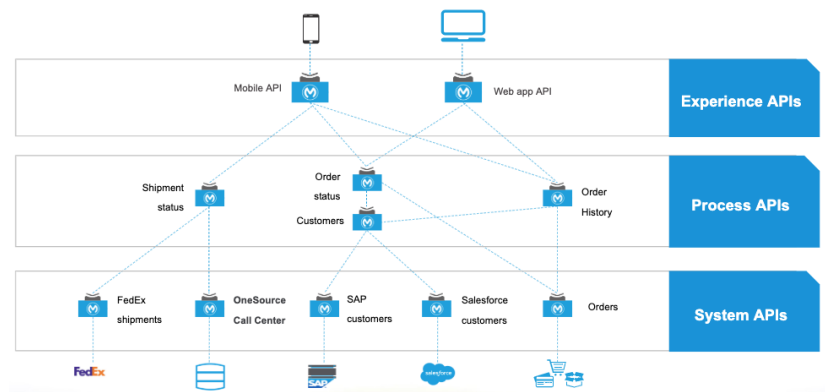 Mobile API
Web app API
Experience APIs
Shipment
status
Order
status
Customers
Order
History
Process APIs
FedEx
shipments
OneSource
Call Center
SAP
customers
Salesforce
customers
Orders
System APIs
FedEx
SAP
salesforce